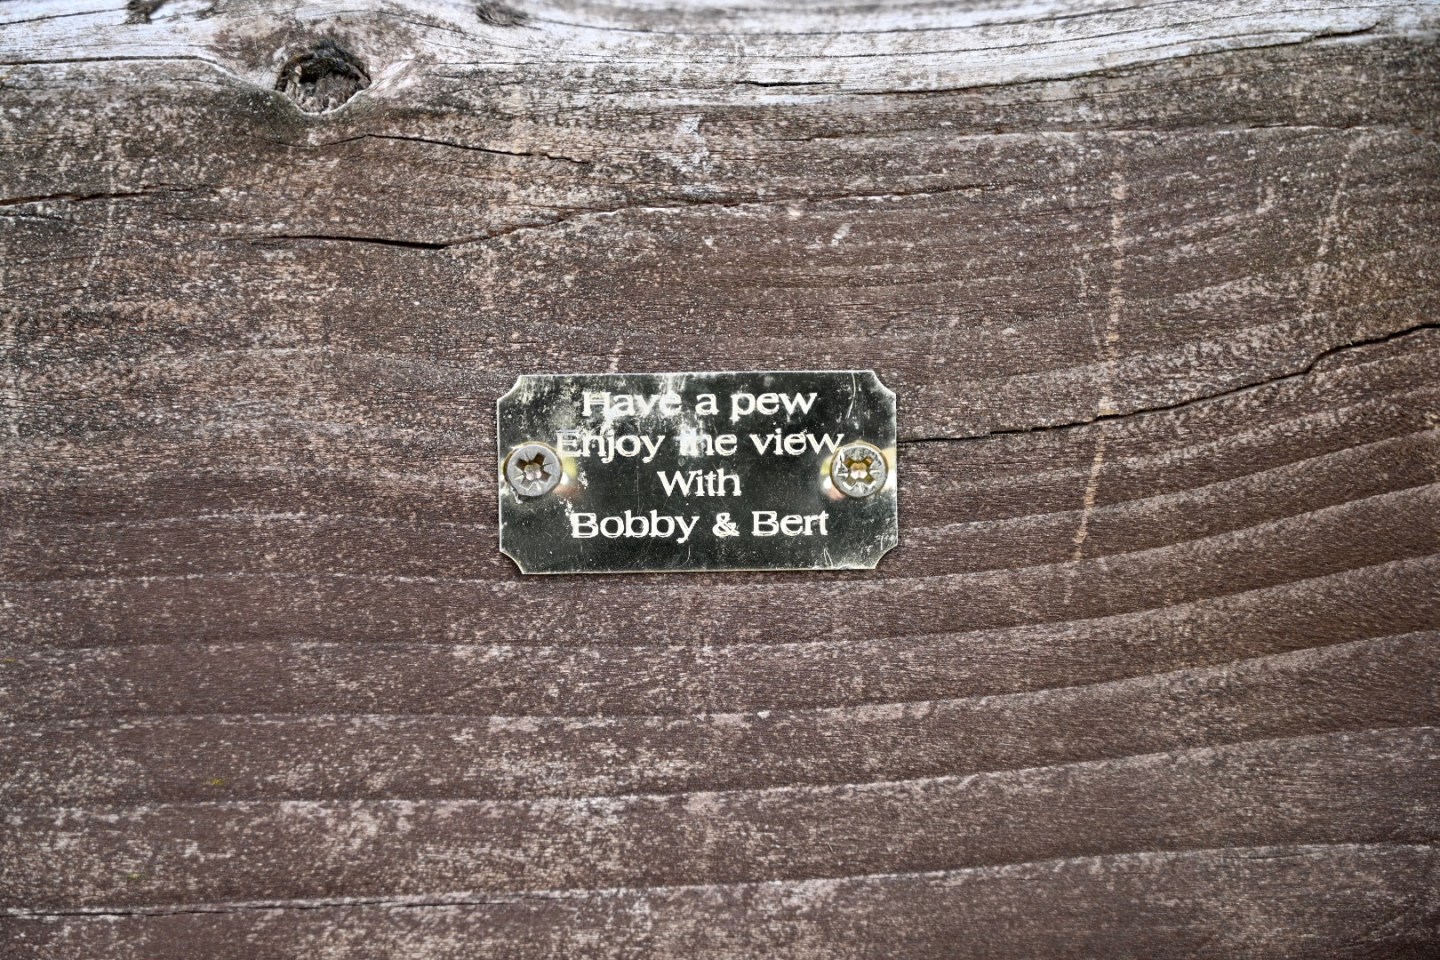 Have a pew
Enjoy the view
With
Bobby & Bert